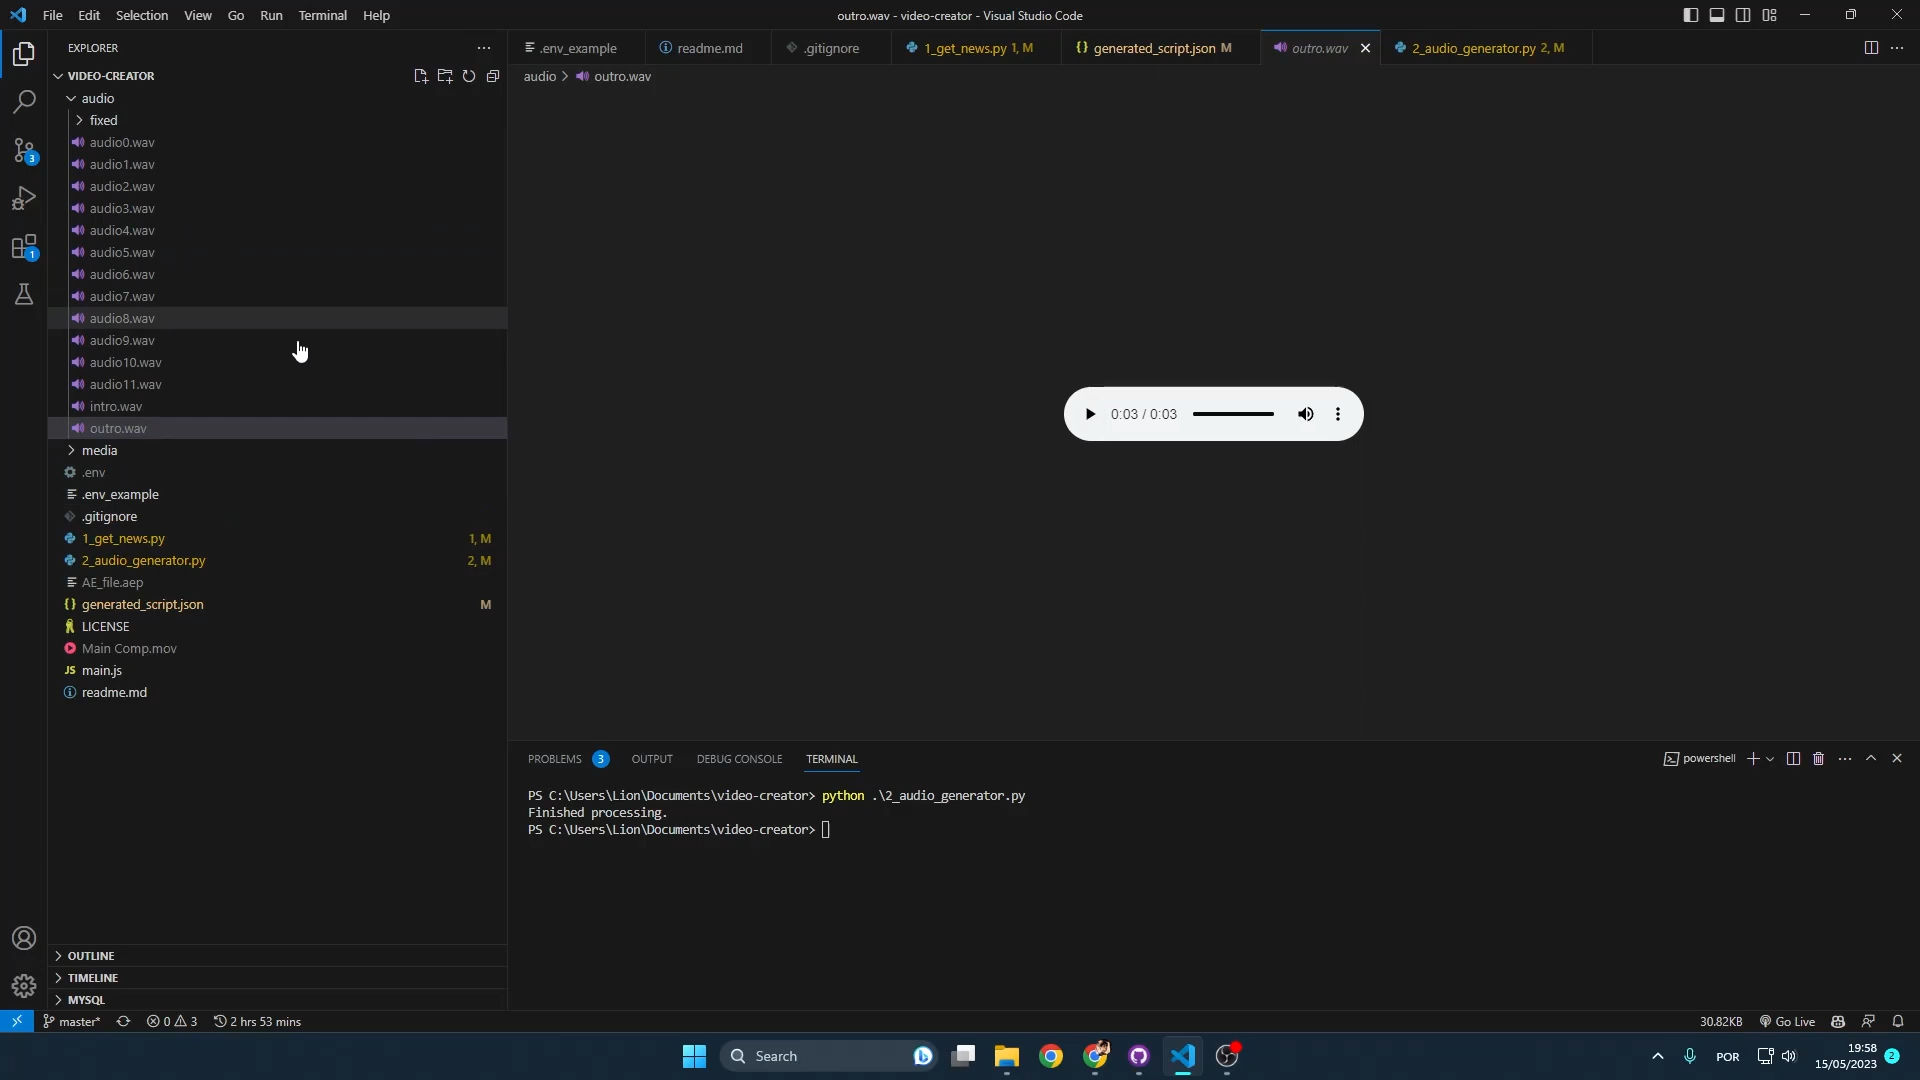 File Edit Selection View Go Run Terminal Help
outro.wav - video-creator - Visual Studio Code
EXPLORER
VIDEO-CREATOR
audio
fixed
audio0.wav
audio1.wav
audio2.wav
audio3.wav
audio4.wav
audio5.wav
audio6.wav
audio7.wav
audio8.wav
audio9.wav
audio10.wav
audio11.wav
intro.wav
outro.wav
media
.env
.env_example
.gitignore
1_get_news.py 1, M
2_audio_generator.py 2, M
AE_file.aep
generated_script.json M
LICENSE
Main Comp.mov
JS main.js
readme.md
OUTLINE
TIMELINE
MYSQL
3
1
.env_example readme.md .gitignore 1_get_news.py 1, M generated_script.json M outro.wav 2_audio_generator.py 2, M
audio > outro.wav
0:03 / 0:03
PROBLEMS 3 OUTPUT DEBUG CONSOLE TERMINAL
powershell
PS C:\Users\Lion\Documents\video-creator> python .\2_audio_generator.py
Finished processing.
PS C:\Users\Lion\Documents\video-creator>
master* 0 3 2 hrs 53 mins
30.82KB Go Live
Search
POR
19:58
15/05/2023
2